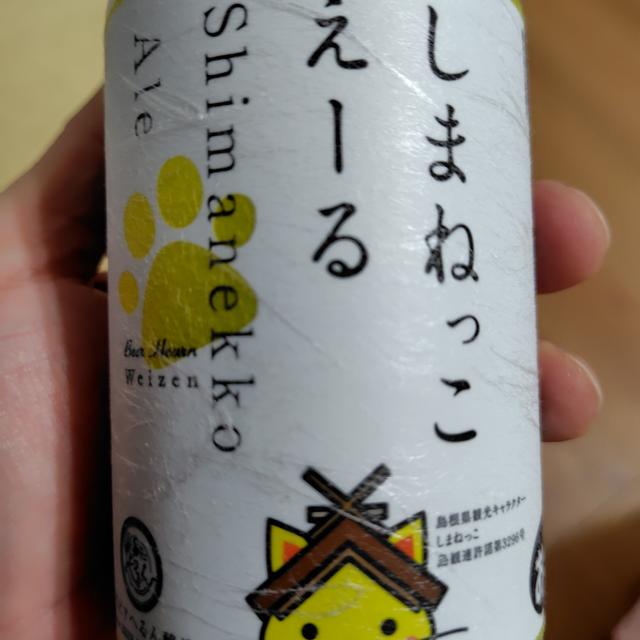 しまねっこ
えーる
Shimanekko
Ale
Beer Hearn
Weizen
島根県観光キャラクター
しまねっこ